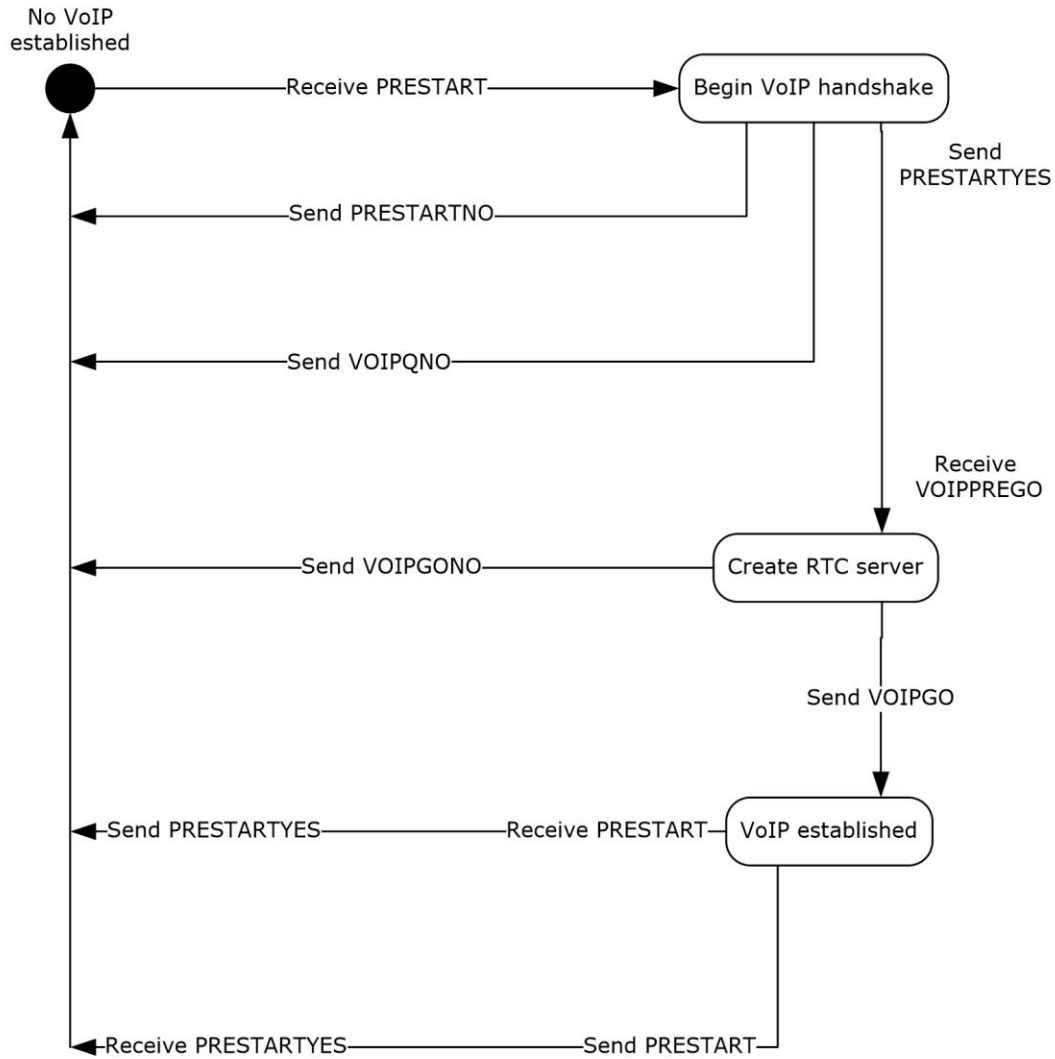 No VoIP
established
Receive PRESTART
Begin VoIP handshake
Send
PRESTARTYES
Send PRESTARTNO
Send VOIPQNO
Receive
VOIPPREGO
Send VOIPGONO
Create RTC server
Send VOIPGO
Send PRESTARTYES
Receive PRESTART
VoIP established
Receive PRESTARTYES
Send PRESTART